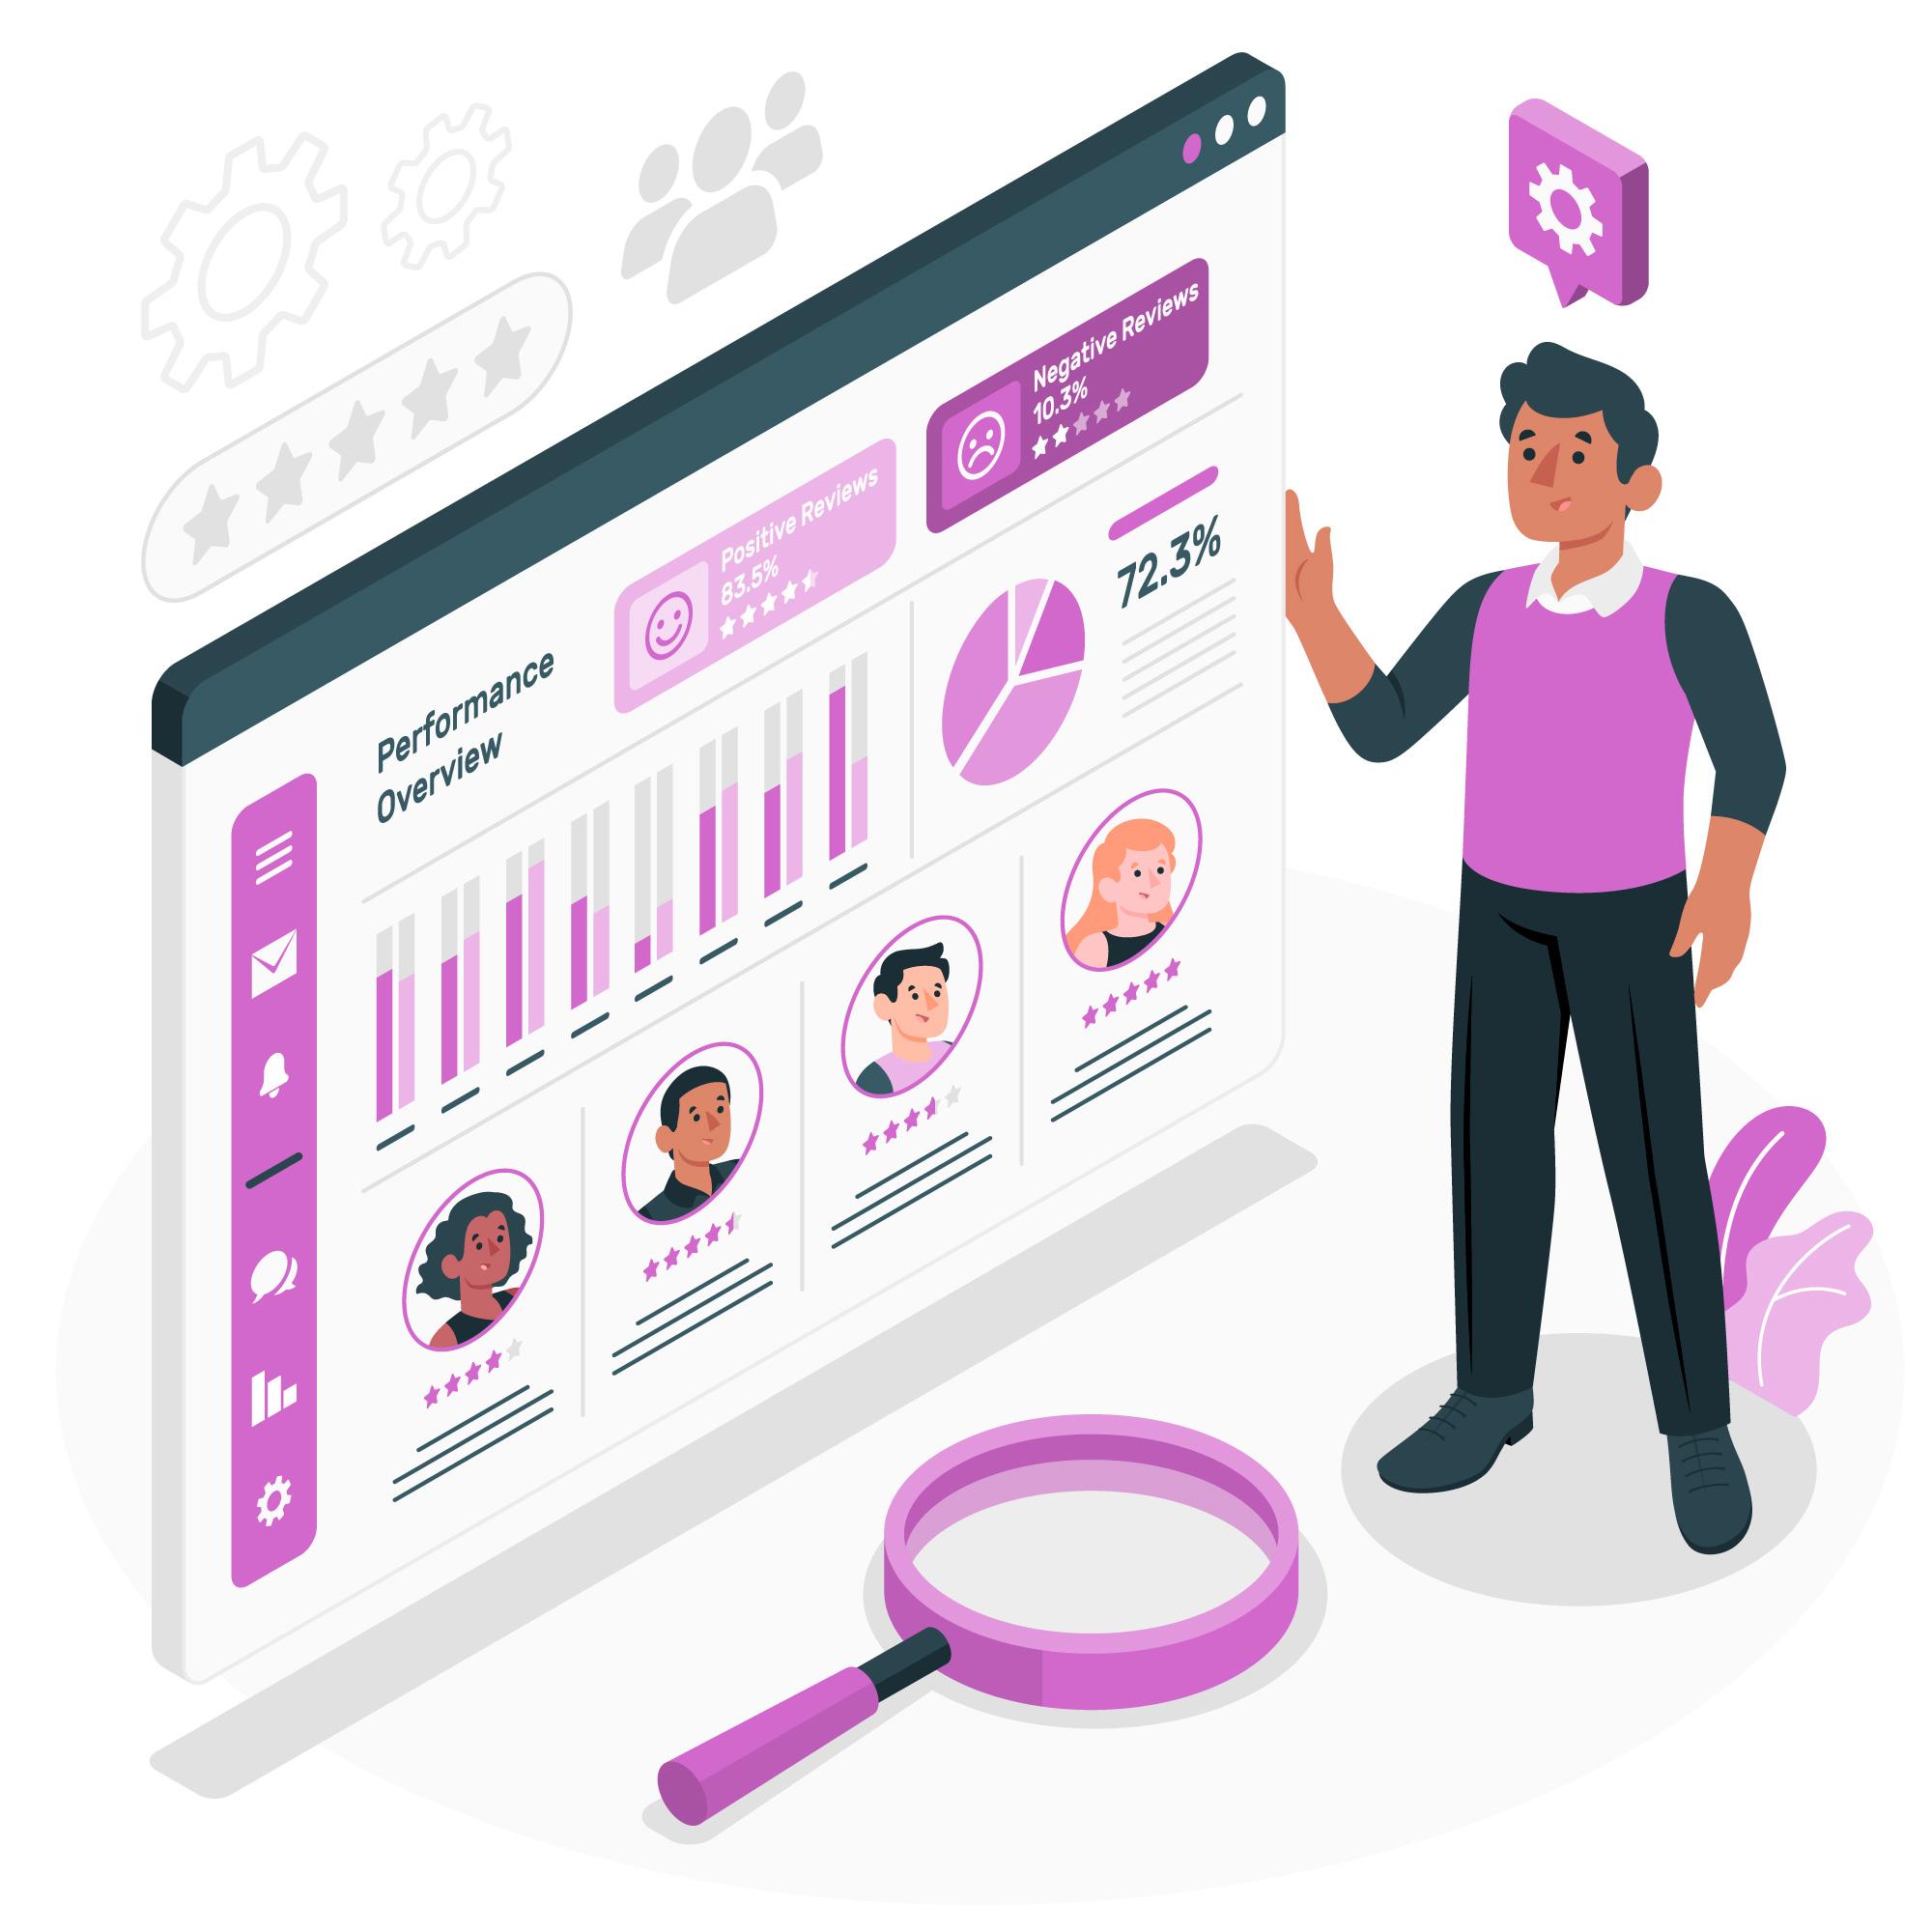 Performance
Overview
Positive Reviews
83.5%
Negative Reviews
10.3%
72.3%